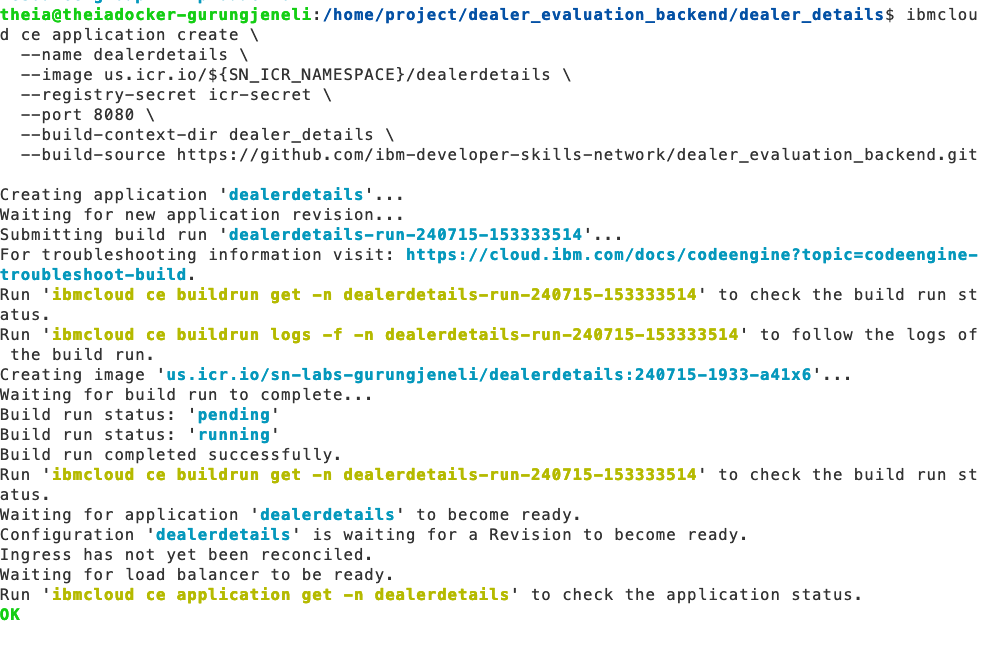 theia@theiadocker-gurungjeneli:/home/project/dealer_evaluation_backend/dealer_details$ ibmclou
d ce application create \
  --name dealerdetails \
  --image us.icr.io/${SN_ICR_NAMESPACE}/dealerdetails \
  --registry-secret icr-secret \
  --port 8080 \
  --build-context-dir dealer_details \
  --build-source https://github.com/ibm-developer-skills-network/dealer_evaluation_backend.git

Creating application 'dealerdetails'...
Waiting for new application revision...
Submitting build run 'dealerdetails-run-240715-153333514'...
For troubleshooting information visit: https://cloud.ibm.com/docs/codeengine?topic=codeengine-
troubleshoot-build.
Run 'ibmcloud ce buildrun get -n dealerdetails-run-240715-153333514' to check the build run st
atus.
Run 'ibmcloud ce buildrun logs -f -n dealerdetails-run-240715-153333514' to follow the logs of
 the build run.
Creating image 'us.icr.io/sn-labs-gurungjeneli/dealerdetails:240715-1933-a41x6'...
Waiting for build run to complete...
Build run status: 'pending'
Build run status: 'running'
Build run completed successfully.
Run 'ibmcloud ce buildrun get -n dealerdetails-run-240715-153333514' to check the build run st
atus.
Waiting for application 'dealerdetails' to become ready.
Configuration 'dealerdetails' is waiting for a Revision to become ready.
Ingress has not yet been reconciled.
Waiting for load balancer to be ready.
Run 'ibmcloud ce application get -n dealerdetails' to check the application status.
OK